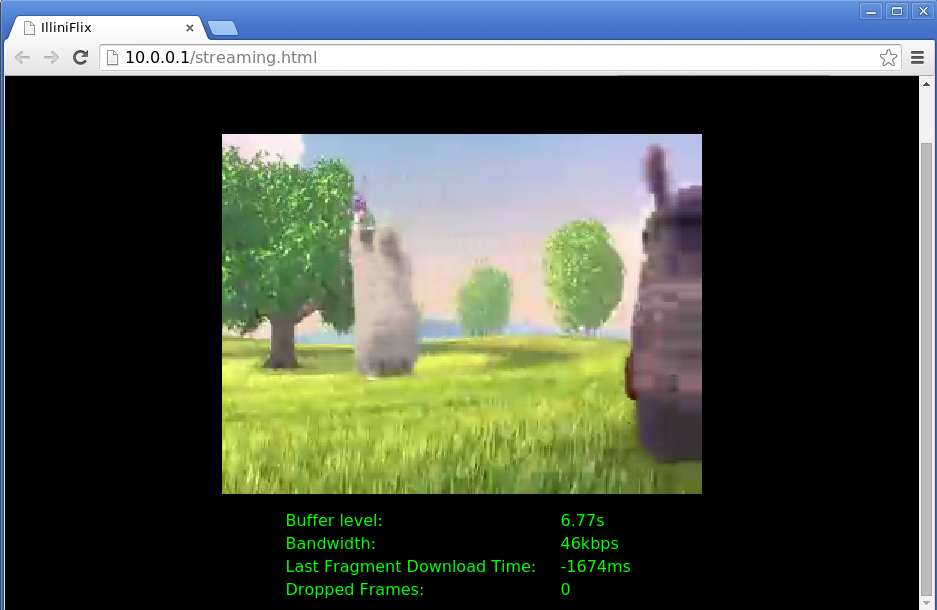 IlliniFlix
10.0.0.1/streaming.html
Buffer level: 6.77s
Bandwidth: 46kbps
Last Fragment Download Time: -1674ms
Dropped Frames: 0